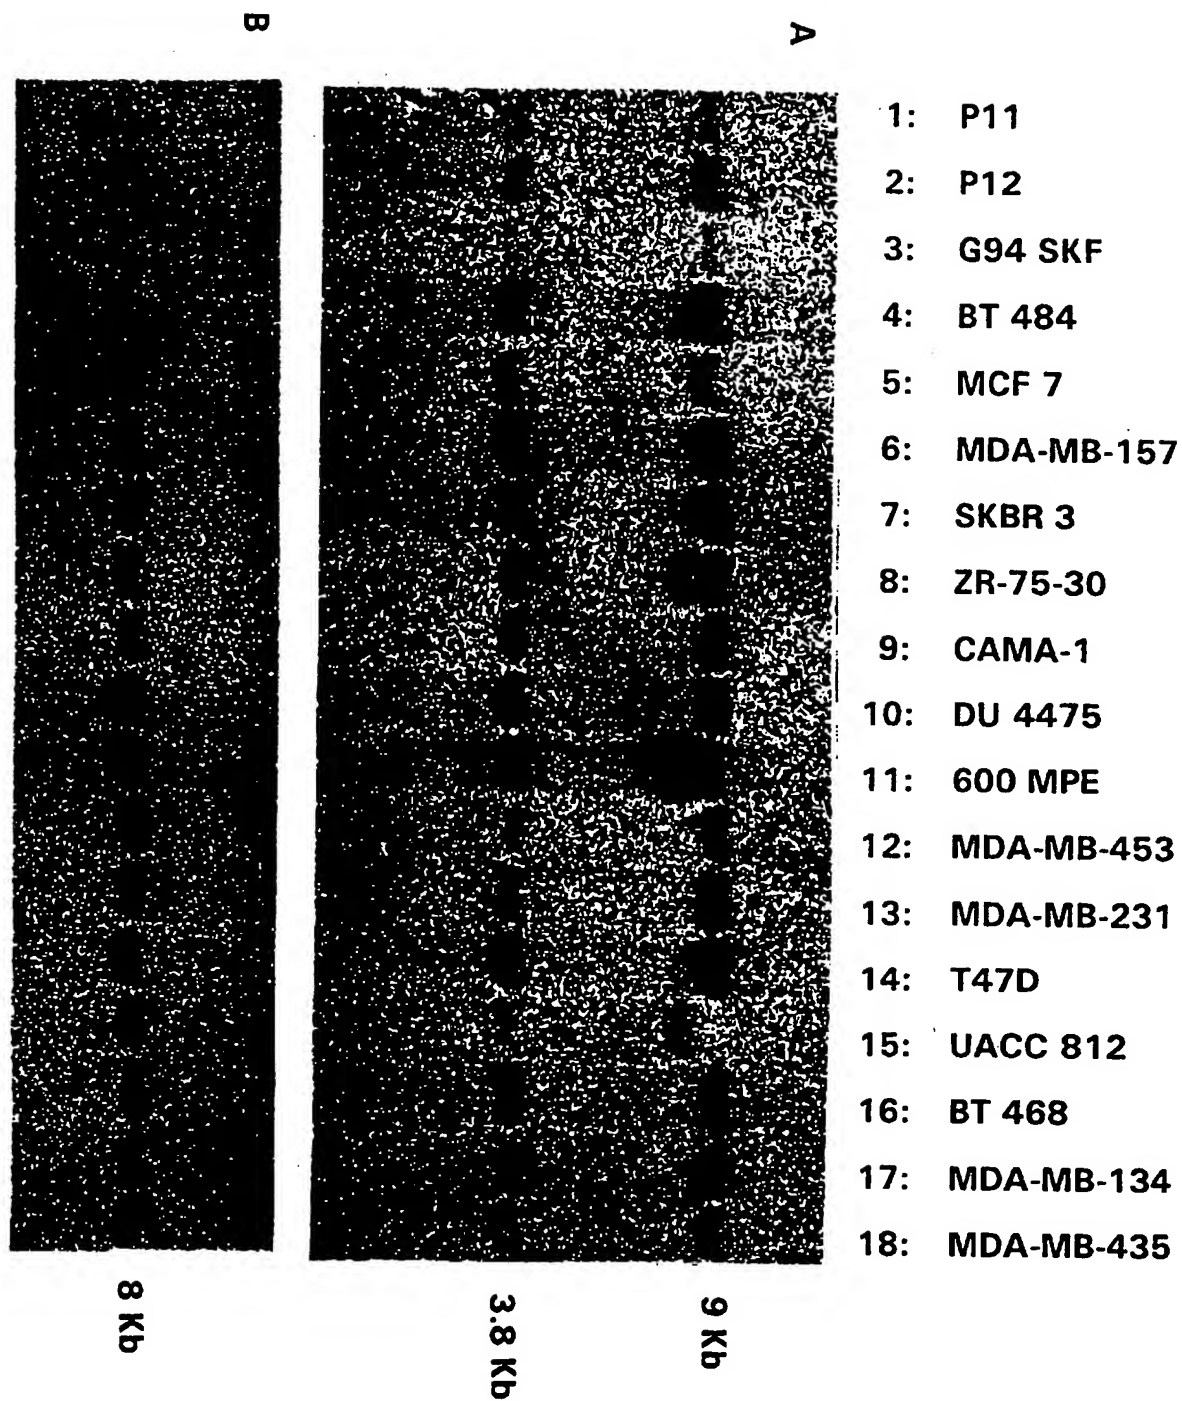 B
A
1: P11
2: P12
3: G94 SKF
4: BT 484
5: MCF 7
6: MDA-MB-157
7: SKBR 3
8: ZR-75-30
9: CAMA-1
10: DU 4475
11: 600 MPE
12: MDA-MB-453
13: MDA-MB-231
14: T47D
15: UACC 812
16: BT 468
17: MDA-MB-134
18: MDA-MB-435
8 Kb
3.8 Kb
9 Kb